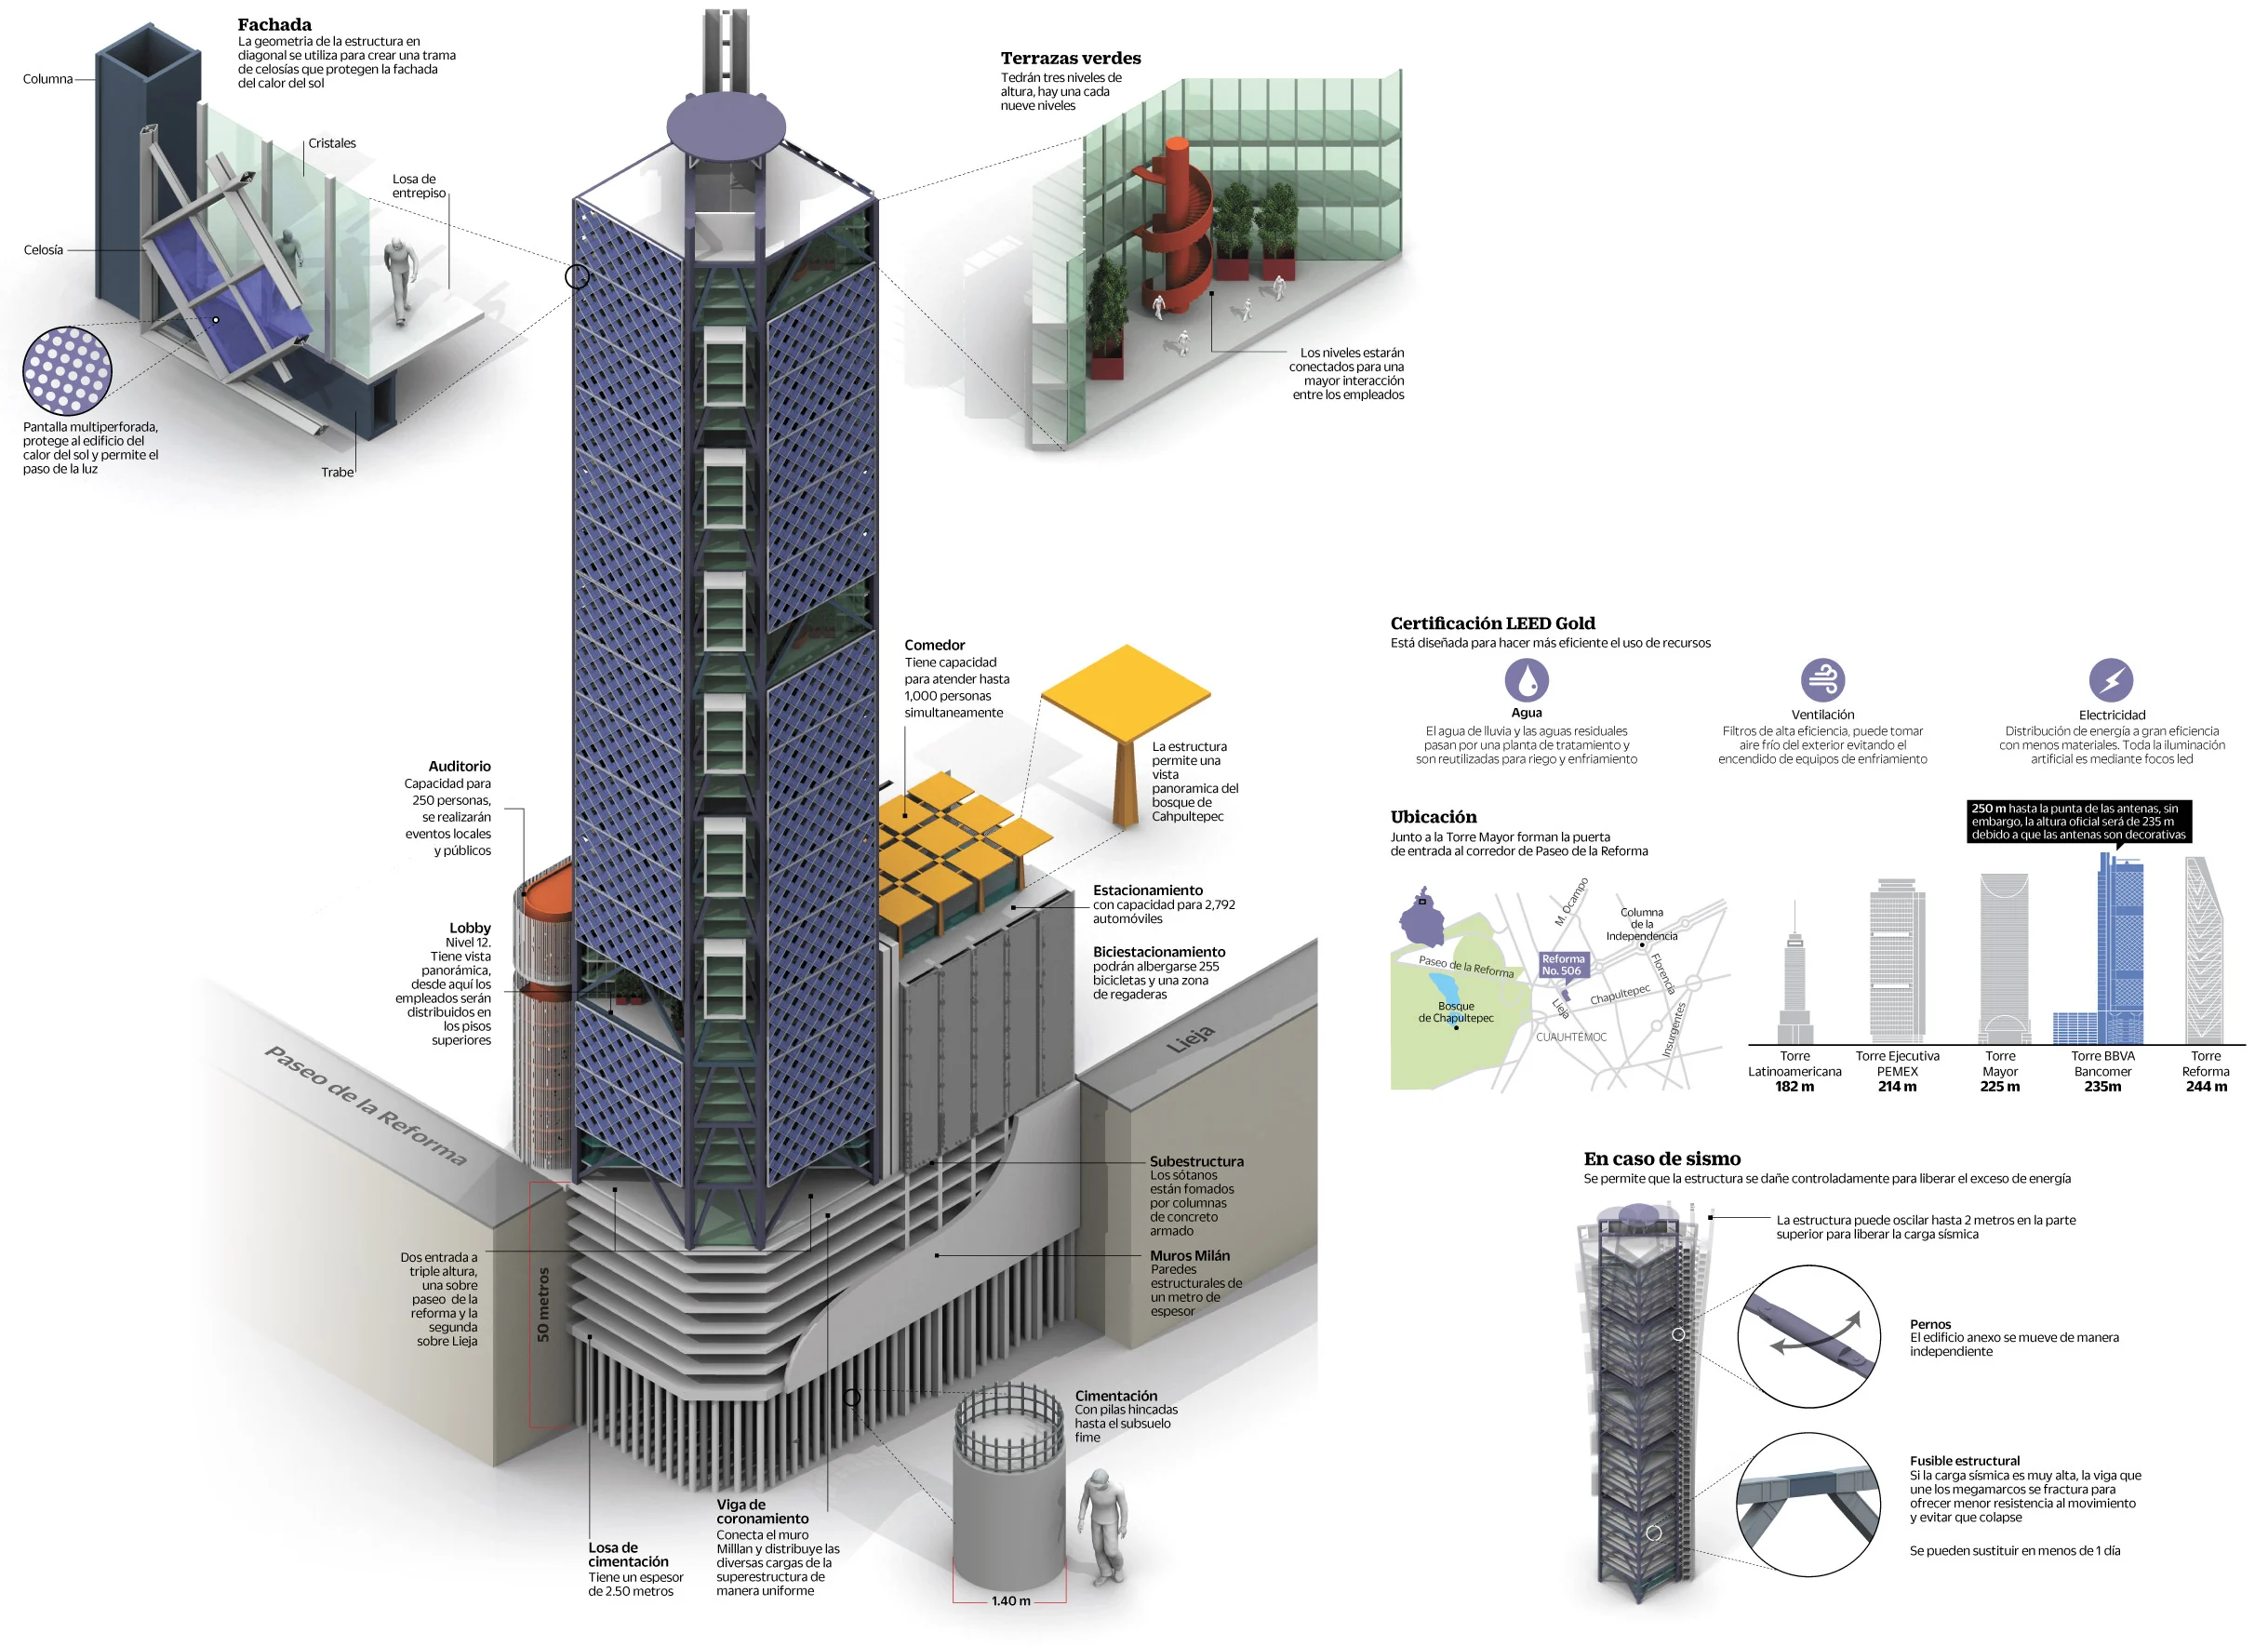 Fachada
La geometria de la estructura en
diagonal se utiliza para crear una trama
de celosías que protegen la fachada
del calor del sol
Columna
Cristales
Losa de
entrepiso
Celosía
Pantalla multiperforada,
protege al edificio del
calor del sol y permite el
paso de la luz
Trabe
Terrazas verdes
Tedrán tres niveles de
altura, hay una cada
nueve niveles
Los niveles estarán
conectados para una
mayor interacción
entre los empleados
Comedor
Tiene capacidad
para atender hasta
1,000 personas
simultaneamente
La estructura
permite una
vista
panoramica del
bosque de
Cahpultepec
Auditorio
Capacidad para
250 personas,
se realizarán
eventos locales
y públicos
Lobby
Nivel 12.
Tiene vista
panorámica,
desde aquí los
empleados serán
distribuidos en
los pisos
superiores
Estacionamiento
con capacidad para 2,792
automóviles
Biciestacionamiento
podrán albergarse 255
bicicletas y una zona
de regaderas
Paseo de la Reforma
Lieja
Subestructura
Los sótanos
están fomados
por columnas
de concreto
armado
Muros Milán
Paredes
estructurales de
un metro de
espesor
Dos entrada a
triple altura,
una sobre
paseo de la
reforma y la
segunda
sobre Lieja
50 metros
Cimentación
Con pilas hincadas
hasta el subsuelo
fime
1.40 m
Viga de
coronamiento
Conecta el muro
Milllan y distribuye las
diversas cargas de la
superestructura de
manera uniforme
Losa de
cimentación
Tiene un espesor
de 2.50 metros
Certificación LEED Gold
Está diseñada para hacer más eficiente el uso de recursos
Agua
El agua de lluvia y las aguas residuales
pasan por una planta de tratamiento y
son reutilizadas para riego y enfriamiento
Ventilación
Filtros de alta eficiencia, puede tomar
aire frío del exterior evitando el
encendido de equipos de enfriamiento
Electricidad
Distribución de energía a gran eficiencia
con menos materiales. Toda la iluminación
artificial es mediante focos led
Ubicación
Junto a la Torre Mayor forman la puerta
de entrada al corredor de Paseo de la Reforma
M. Ocampo
Columna
de la
Independencia
Paseo de la Reforma
Reforma
No. 506
Florencia
Bosque
de Chapultepec
Lieja
Chapultepec
Insurgentes
CUAUHTÉMOC
250 m hasta la punta de las antenas, sin
embargo, la altura oficial será de 235 m
debido a que las antenas son decorativas
Torre
Latinoamericana
182 m
Torre Ejecutiva
PEMEX
214 m
Torre
Mayor
225 m
Torre BBVA
Bancomer
235m
Torre
Reforma
244 m
En caso de sismo
Se permite que la estructura se dañe controladamente para liberar el exceso de energía
La estructura puede oscilar hasta 2 metros en la parte
superior para liberar la carga sísmica
Pernos
El edificio anexo se mueve de manera
independiente
Fusible estructural
Si la carga sísmica es muy alta, la viga que
une los megamarcos se fractura para
ofrecer menor resistencia al movimiento
y evitar que colapse
Se pueden sustituir en menos de 1 día